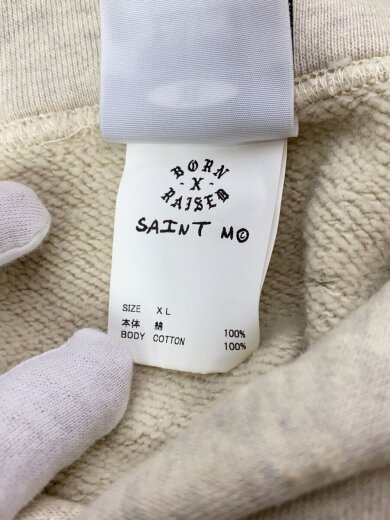 BORN
-X-
RAISED
SAINT M©
SIZE XL
本体 綿 100%
BODY COTTON 100%